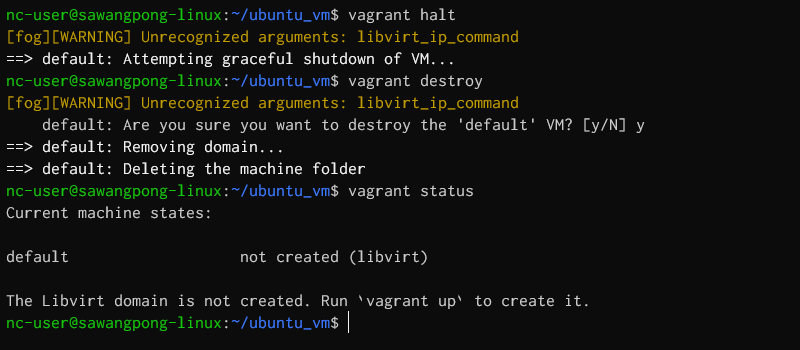 nc-user@sawangpong-linux:~/ubuntu_vm$ vagrant halt
[fog][WARNING] Unrecognized arguments: libvirt_ip_command
==> default: Attempting graceful shutdown of VM...
nc-user@sawangpong-linux:~/ubuntu_vm$ vagrant destroy
[fog][WARNING] Unrecognized arguments: libvirt_ip_command
    default: Are you sure you want to destroy the 'default' VM? [y/N] y
==> default: Removing domain...
==> default: Deleting the machine folder
nc-user@sawangpong-linux:~/ubuntu_vm$ vagrant status
Current machine states:
default                   not created (libvirt)
The Libvirt domain is not created. Run `vagrant up` to create it.
nc-user@sawangpong-linux:~/ubuntu_vm$